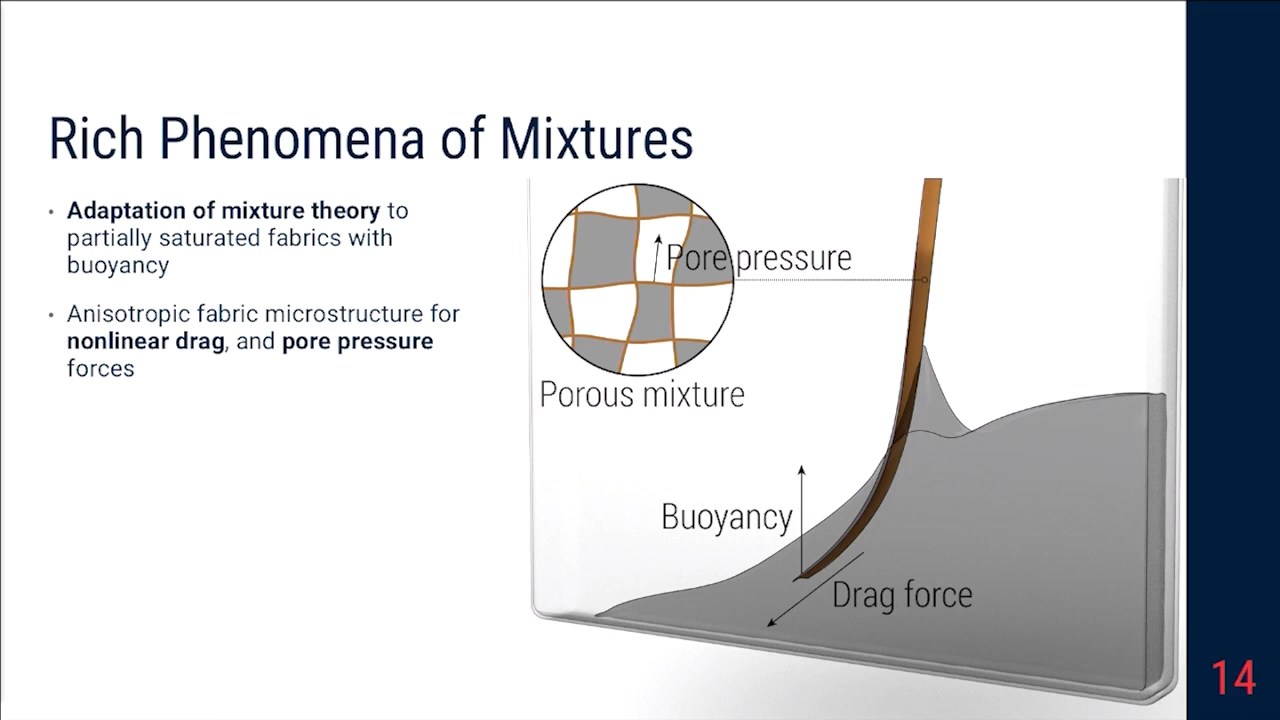 Rich Phenomena of Mixtures
• Adaptation of mixture theory to
partially saturated fabrics with
buoyancy
• Anisotropic fabric microstructure for
nonlinear drag, and pore pressure
forces
Pore pressure
Porous mixture
Buoyancy
Drag force
14